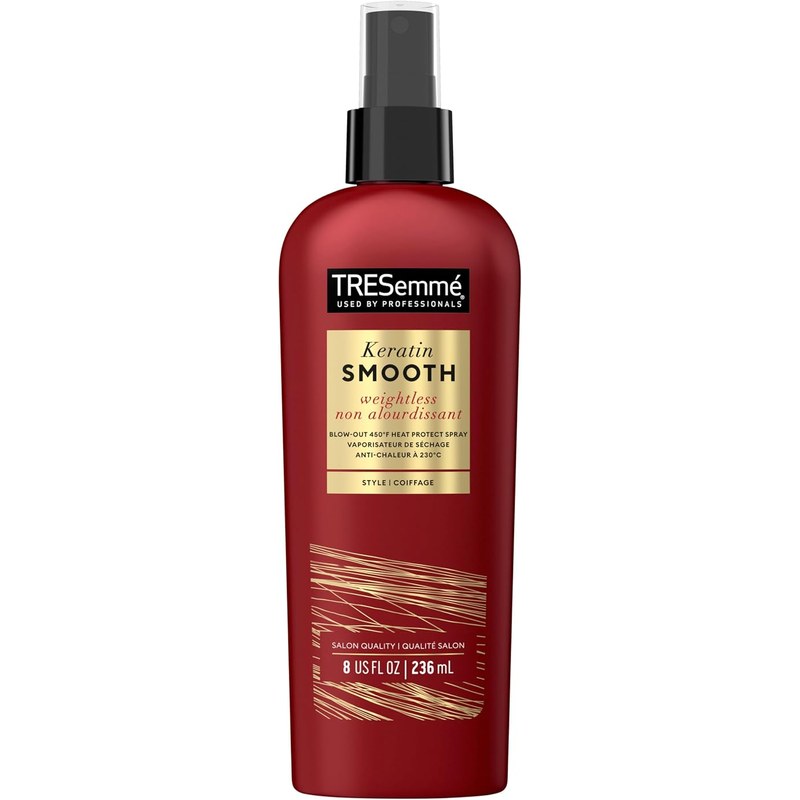 TRESemmé®
USED BY PROFESSIONALS
Keratin
SMOOTH
weightless
non alourdissant
BLOW-OUT 450°F HEAT PROTECT SPRAY
VAPORISATEUR DE SÉCHAGE
ANTI-CHALEUR À 230°C
STYLE | COIFFAGE
SALON QUALITY | QUALITÉ SALON
8 US FL OZ | 236 mL